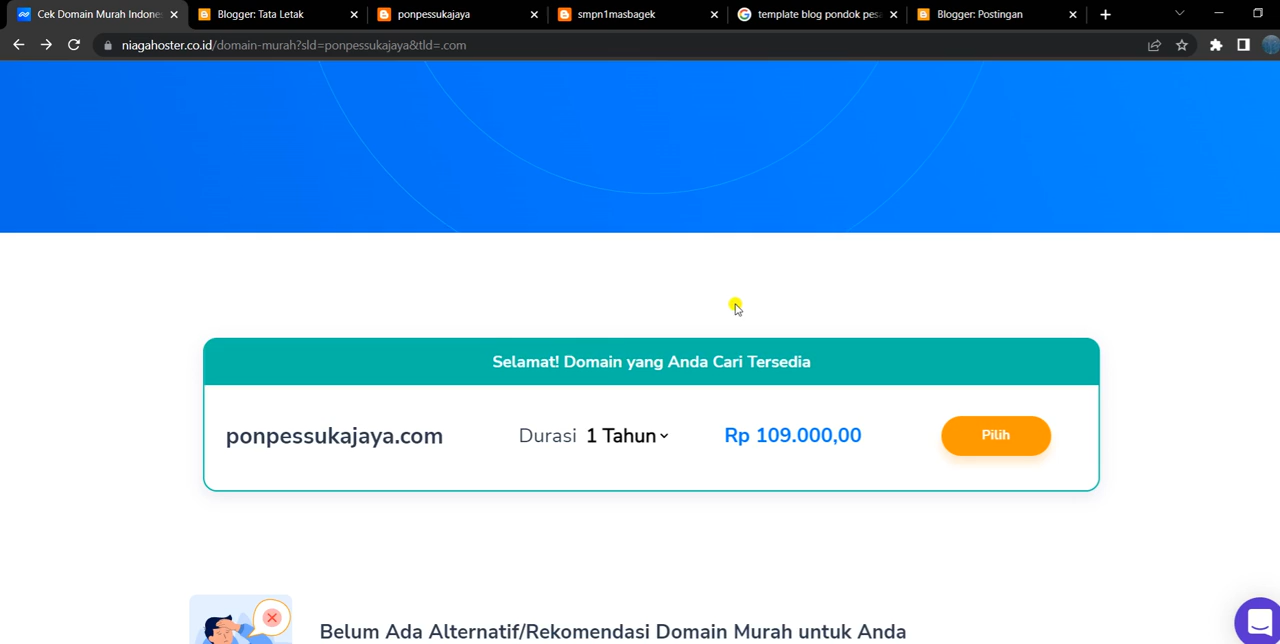 Cek Domain Murah Indone
Blogger: Tata Letak
ponpessukajaya
smpn1masbagek
template blog pondok pesa
Blogger: Postingan
niagahoster.co.id/domain-murah?sld=ponpessukajaya&tld=.com
Selamat! Domain yang Anda Cari Tersedia
ponpessukajaya.com
Durasi 1 Tahun
Rp 109.000,00
Pilih
Belum Ada Alternatif/Rekomendasi Domain Murah untuk Anda